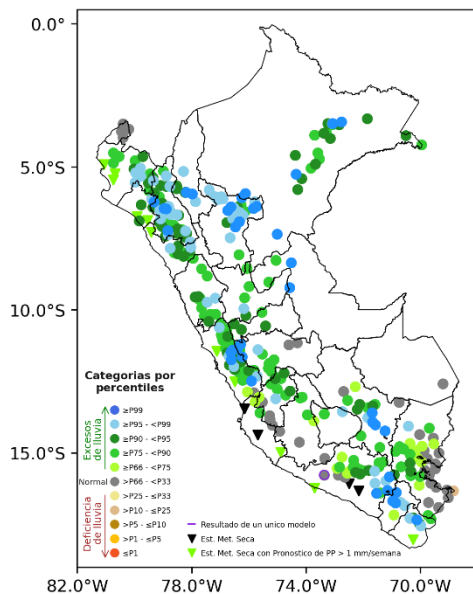 0.0°
5.0°S
10.0°S
15.0°S
82.0°W
78.0°W
74.0°W
70.0°W
Categorias por
percentiles
Excesos
de lluvia
Normal
Deficiencia
de lluvia
≥P99
≥P95 - <P99
≥P90 - <P95
≥P75 - <P90
≥P66 - <P75
>P33 - <P66
>P25 - ≤P33
>P10 - ≤P25
>P5 - ≤P10
>P1 - ≤P5
≤P1
Resultado de un unico modelo
Est. Met. Seca
Est. Met. Seca con Pronostico de PP > 1 mm/semana